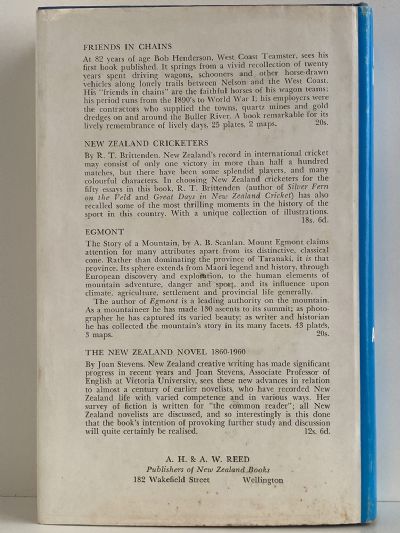 FRIENDS IN CHAINS
At 82 years of age Bob Henderson, West Coast Teamster, sees his
first book published. It springs from a vivid recollection of twenty
years spent driving wagons, schooners and other horse-drawn
vehicles along lonely trails between Nelson and the West Coast.
His "friends in chains" are the faithful horses of his wagon teams;
his period runs from the 1890's to World War I, his employers were
the contractors who supplied the towns, quartz mines and gold
dredges on and around the Buller River. A book remarkable for its
lively remembrance of lively days. 25 plates, 2 maps. 20s.
NEW ZEALAND CRICKETERS
By R. T. Brittenden. New Zealand's record in international cricket
may consist of only one victory in more than half a hundred
matches, but there have been some splendid players, and many
colourful characters. In choosing New Zealand cricketers for the
fifty essays in this book, R. T. Brittenden (author of Silver Fern
on the Veld and Great Days in New Zealand Cricket) has also
recalled some of the most thrilling moments in the history of the
sport in this country. With a unique collection of illustrations.
18s. 6d.
EGMONT
The Story of a Mountain, by A. B. Scanlan. Mount Egmont claims
attention for many attributes apart from its distinctive, classical
cone. Rather than dominating the province of Taranaki, it is that
province. Its sphere extends from Maori legend and history, through
European discovery and exploration, to the human elements of
mountain adventure, danger and sport, and its influence upon
climate, agriculture, settlement and provincial life generally.
The author of Egmont is a leading authority on the mountain.
As a mountaineer he has made 130 ascents to its summit; as photo-
grapher he has captured its varied beauty; as writer and historian
he has collected the mountain's story in its many facets. 43 plates,
3 maps. 20s.
THE NEW ZEALAND NOVEL 1860-1960
By Joan Stevens. New Zealand creative writing has made significant
progress in recent years and Joan Stevens, Associate Professor of
English at Victoria University, sees these new advances in relation
to almost a century of earlier novelists, who have recorded New
Zealand life with varied competence and in various ways. Her
survey of fiction is written for "the common reader"; all New
Zealand novelists are discussed, and so interestingly is this done
that the book's intention of provoking further study and discussion
will quite certainly be realised. 12s. 6d.
A. H. & A. W. REED
Publishers of New Zealand Books
182 Wakefield Street Wellington